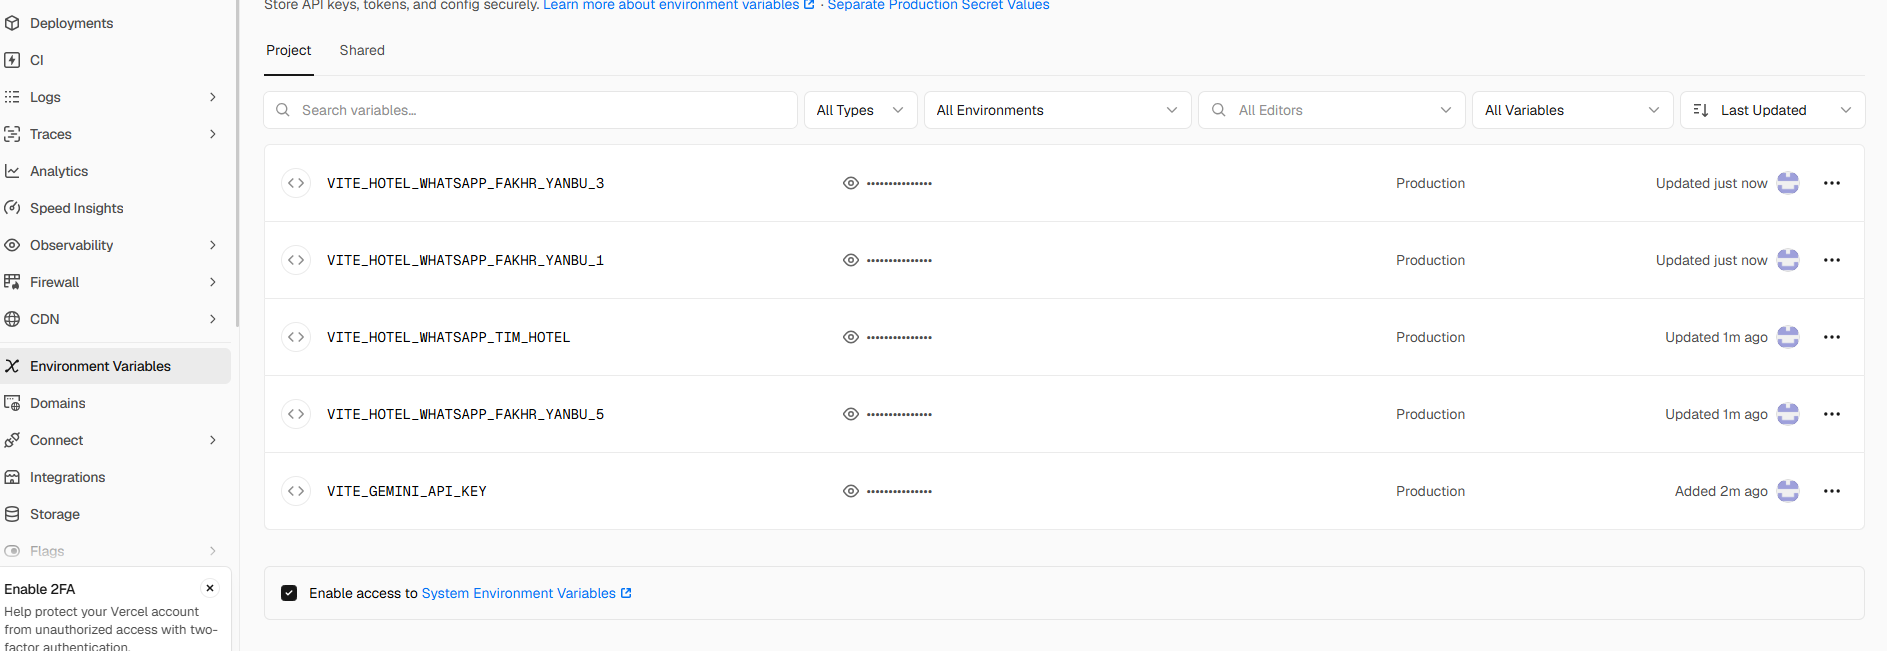 Store API keys, tokens, and config securely. Learn more about environment variables · Separate Production Secret Values
Deployments
CI
Logs
Traces
Analytics
Speed Insights
Observability
Firewall
CDN
Environment Variables
Domains
Connect
Integrations
Storage
Flags
Enable 2FA
Help protect your Vercel account
from unauthorized access with two-
factor authentication.
Project Shared
Search variables... All Types All Environments All Editors All Variables Last Updated
VITE_HOTEL_WHATSAPP_FAKHR_YANBU_3 ••••••••••••••• Production Updated just now
VITE_HOTEL_WHATSAPP_FAKHR_YANBU_1 ••••••••••••••• Production Updated just now
VITE_HOTEL_WHATSAPP_TIM_HOTEL ••••••••••••••• Production Updated 1m ago
VITE_HOTEL_WHATSAPP_FAKHR_YANBU_5 ••••••••••••••• Production Updated 1m ago
VITE_GEMINI_API_KEY ••••••••••••••• Production Added 2m ago
Enable access to System Environment Variables